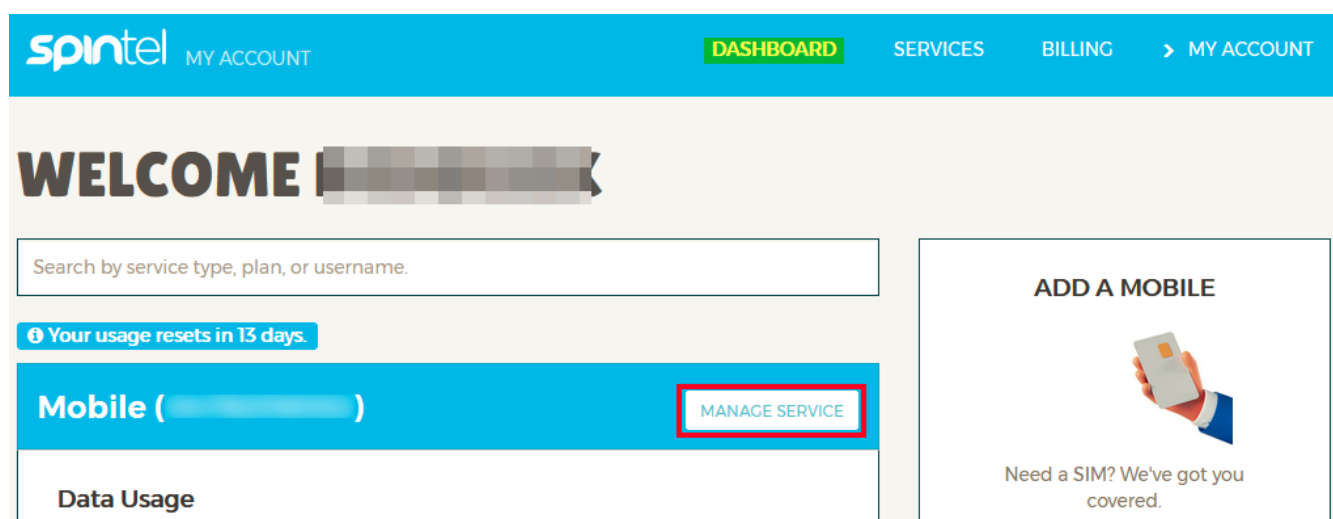 spintel MY ACCOUNT
DASHBOARD SERVICES BILLING > MY ACCOUNT
WELCOME
Search by service type, plan, or username.
Your usage resets in 13 days.
Mobile ( )
MANAGE SERVICE
Data Usage
ADD A MOBILE
Need a SIM? We've got you
covered.